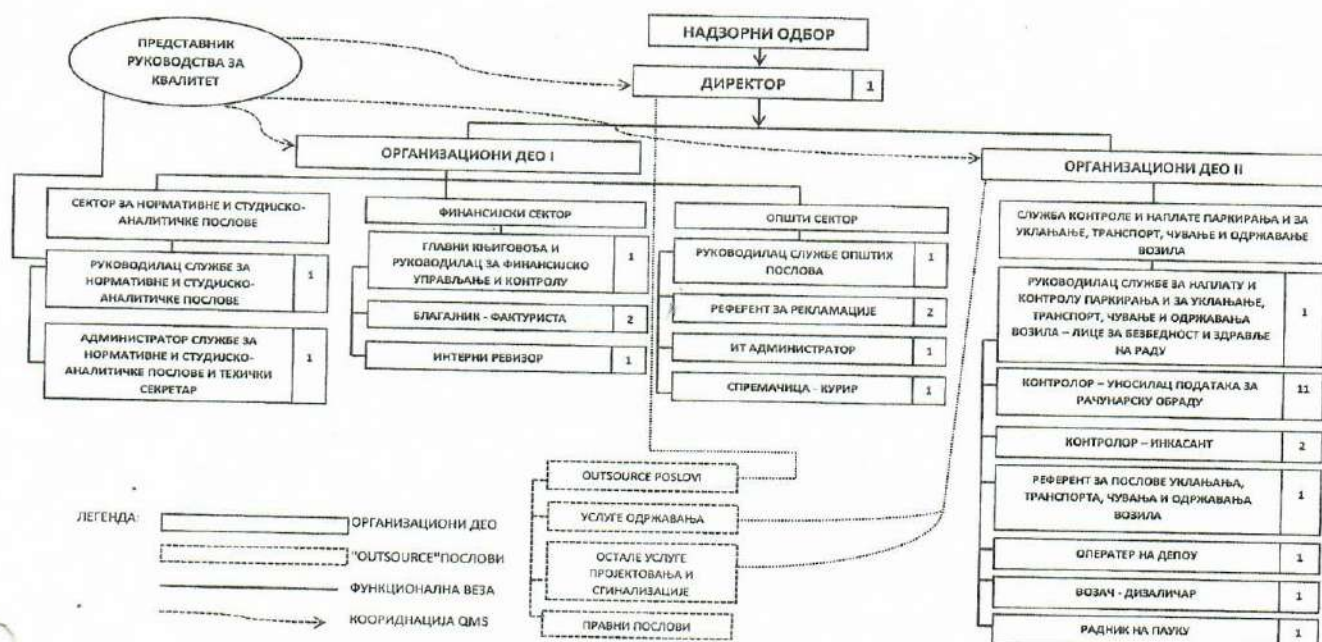 ПРЕДСТАВНИК
РУКОВОДСТВА ЗА
КВАЛИТЕТ
НАДЗОРНИ ОДБОР
ДИРЕКТОР 1
ОРГАНИЗАЦИОНИ ДЕО I
СЕКТОР ЗА НОРМАТИВНЕ И СТУДИЈСКО-
АНАЛИТИЧКЕ ПОСЛОВЕ
РУКОВОДИЛАЦ СЛУЖБЕ ЗА
НОРМАТИВНЕ И СТУДИЈСКО-
АНАЛИТИЧКЕ ПОСЛОВЕ
1
АДМИНИСТРАТОР СЛУЖБЕ ЗА
НОРМАТИВНЕ И СТУДИЈСКО-
АНАЛИТИЧКЕ ПОСЛОВЕ И ТЕХИЧКИ
СЕКРЕТАР
1
ФИНАНСИЈСКИ СЕКТОР
ГЛАВНИ КЊИГОВОЂА И
РУКОВОДИЛАЦ ЗА ФИНАНСИЈСКО
УПРАВЉАЊЕ И КОНТРОЛУ
1
БЛАГАЈНИК - ФАКТУРИСТА 2
ИНТЕРНИ РЕВИЗОР 1
ОПШТИ СЕКТОР
РУКОВОДИЛАЦ СЛУЖБЕ ОПШТИХ
ПОСЛОВА
1
РЕФЕРЕНТ ЗА РЕКЛАМАЦИЈЕ 2
ИТ АДМИНИСТРАТОР 1
СПРЕМАЧИЦА - КУРИР 1
ОРГАНИЗАЦИОНИ ДЕО II
СЛУЖБА КОНТРОЛЕ И НАПЛАТЕ ПАРКИРАЊА И ЗА
УКЛАЊАЊЕ, ТРАНСПОРТ, ЧУВАЊЕ И ОДРЖАВАЊЕ
ВОЗИЛА
РУКОВОДИЛАЦ СЛУЖБЕ ЗА НАПЛАТУ И
КОНТРОЛУ ПАРКИРАЊА И ЗА УКЛАЊАЊЕ,
ТРАНСПОРТ, ЧУВАЊЕ И ОДРЖАВАЊА
ВОЗИЛА – ЛИЦЕ ЗА БЕЗБЕДНОСТ И ЗДРАВЉЕ
НА РАДУ
1
КОНТРОЛОР – УНОСИЛАЦ ПОДАТАКА ЗА
РАЧУНАРСКУ ОБРАДУ
11
КОНТРОЛОР – ИНКАСАНТ 2
РЕФЕРЕНТ ЗА ПОСЛОВЕ УКЛАЊАЊА,
ТРАНСПОРТА, ЧУВАЊА И ОДРЖАВАЊА
ВОЗИЛА
1
ОПЕРАТЕР НА ДЕПОУ 1
ВОЗАЧ - ДИЗАЛИЧАР 1
РАДНИК НА ПАУКУ 1
OUTSOURCE POSLOVI
УСЛУГЕ ОДРЖАВАЊА
ОСТАЛЕ УСЛУГЕ
ПРОЈЕКТОВАЊА И
СГИНАЛИЗАЦИЈЕ
ПРАВНИ ПОСЛОВИ
ЛЕГЕНДА:
ОРГАНИЗАЦИОНИ ДЕО
"OUTSOURCE"ПОСЛОВИ
ФУНКЦИОНАЛНА ВЕЗА
КООРИДНАЦИЈА QMS